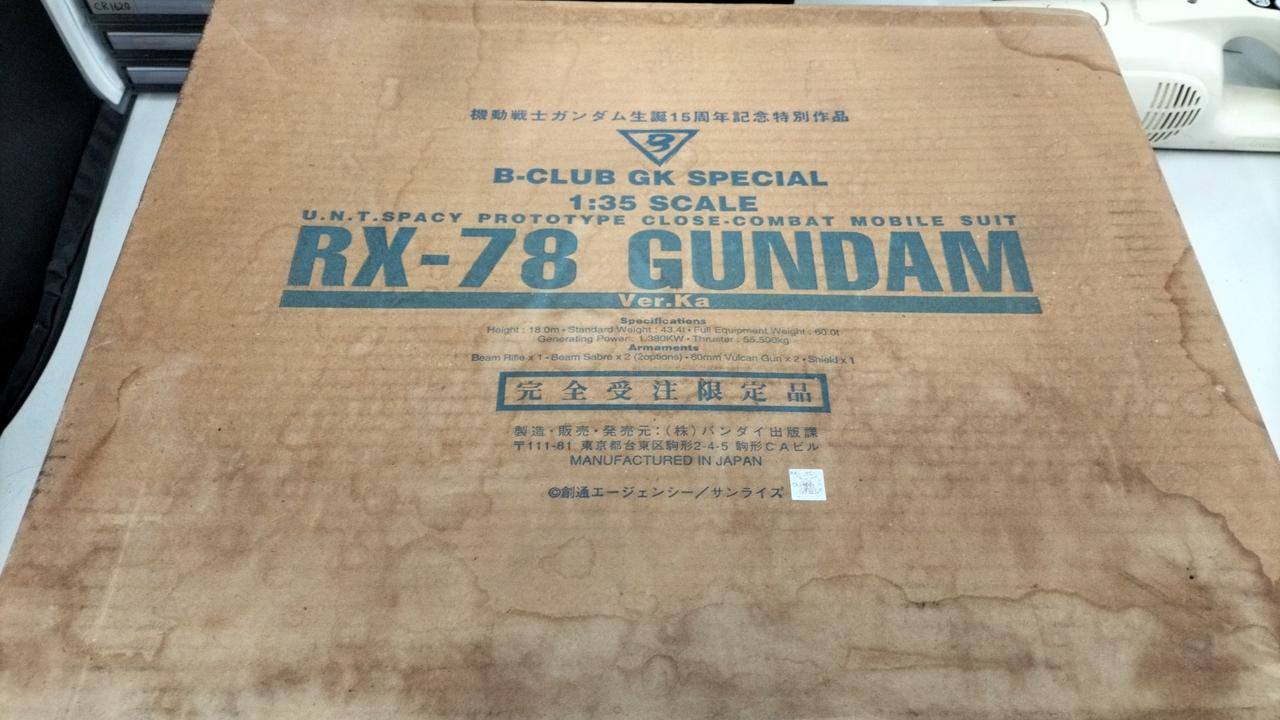 CR1620
機動戦士ガンダム生誕15周年記念特別作品
B
B-CLUB GK SPECIAL
1:35 SCALE
U.N.T.SPACY PROTOTYPE CLOSE-COMBAT MOBILE SUIT
RX-78 GUNDAM
Ver.Ka
Specifications
Height : 18.0m • Standard Weight : 43.4t • Full Equipment Weight : 60.0t
Generating Power : 1,380KW • Thruster : 55,500kg
Armaments
Beam Rifle x 1 • Beam Sabre x 2 (2options) • 60mm Vulcan Gun x 2 • Shield x 1
完全受注限定品
製造・販売・発売元：（株）バンダイ出版課
〒111-81 東京都台東区駒形2-4-5 駒形CAビル
MANUFACTURED IN JAPAN
©創通エージェンシー／サンライズ